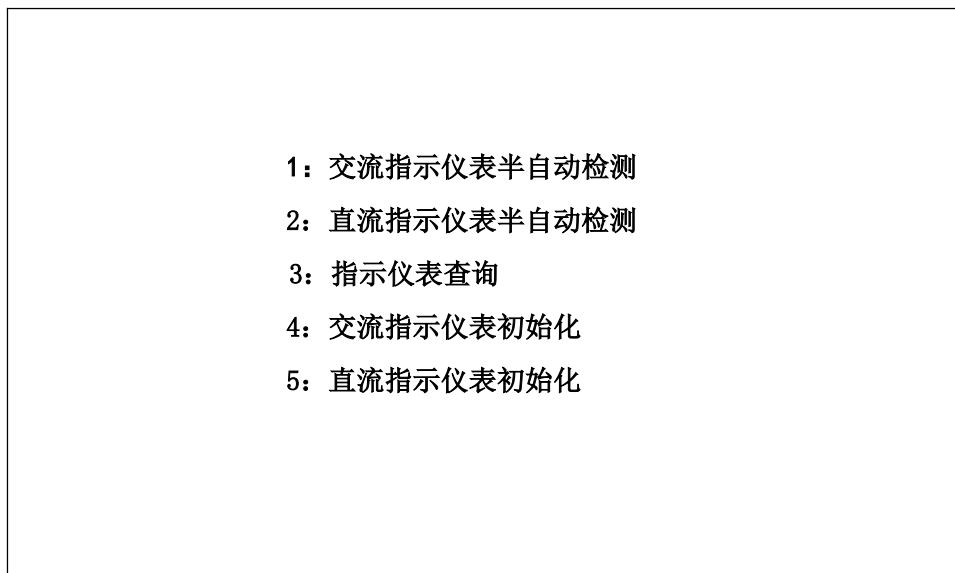 1：交流指示仪表半自动检测
2：直流指示仪表半自动检测
3：指示仪表查询
4：交流指示仪表初始化
5：直流指示仪表初始化